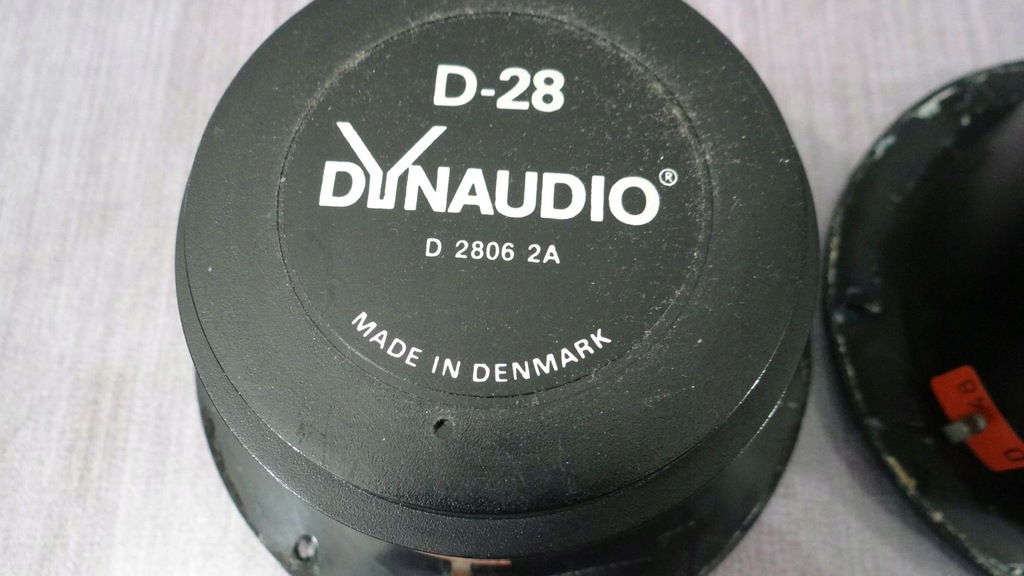 D-28
DYNAUDIO®
D 2806 2A
MADE IN DENMARK